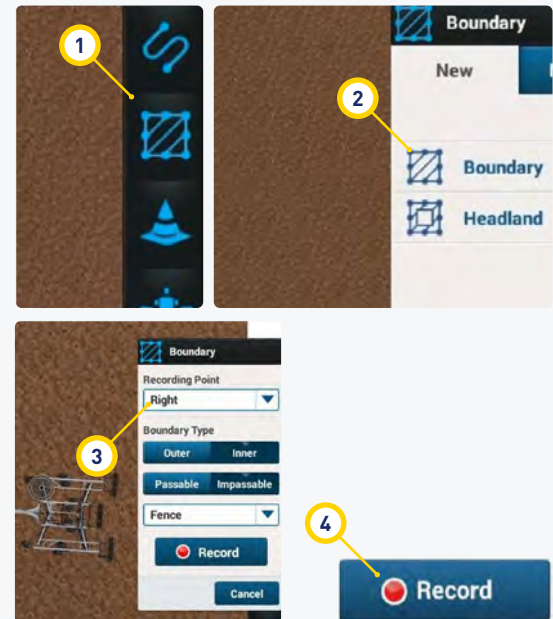 1
Boundary
New
2
Boundary
Headland
Boundary
Recording Point
Right
3
Boundary Type
Outer Inner
Passable Impassable
Fence
Record
Cancel
4
Record